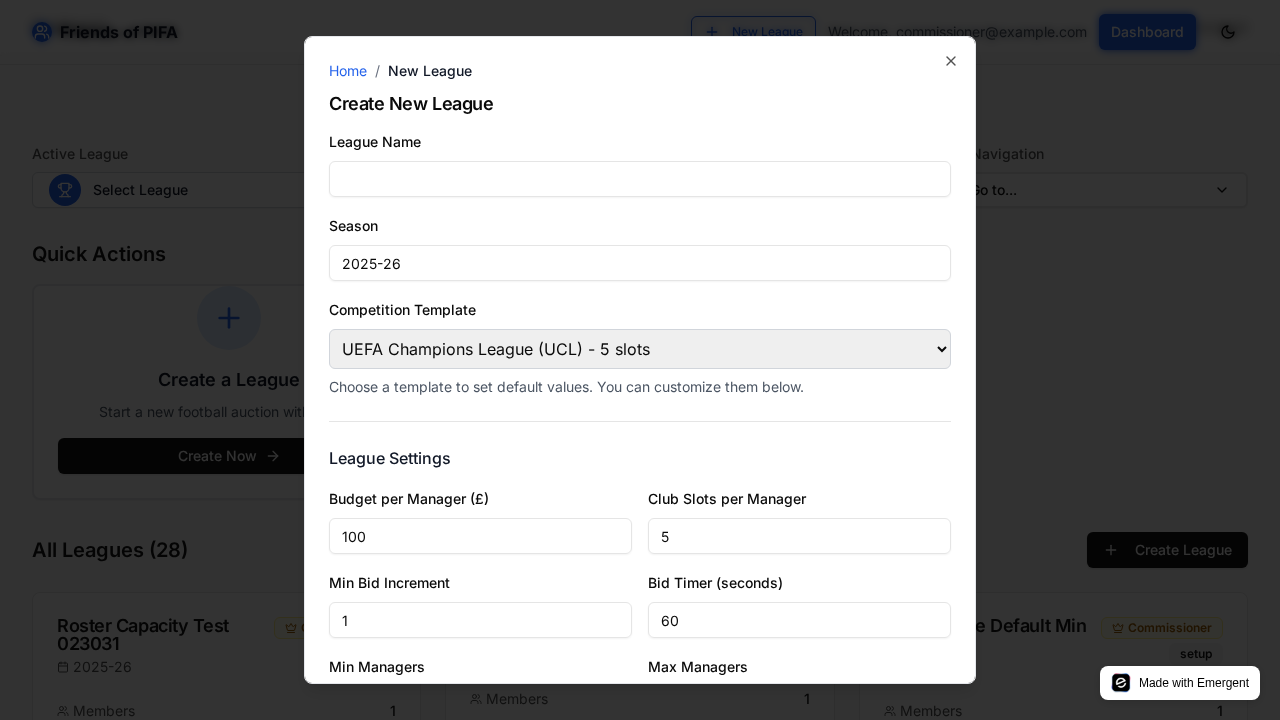 Friends of PIFA
New League
Welcome, commissioner@example.com
Dashboard
Home / New League
Create New League
League Name
Season
2025-26
Competition Template
UEFA Champions League (UCL) - 5 slots
Choose a template to set default values. You can customize them below.
League Settings
Budget per Manager (£)
Club Slots per Manager
100
5
Min Bid Increment
Bid Timer (seconds)
1
60
Min Managers
Max Managers
Active League
Navigation
Select League
Go to...
Quick Actions
Create a League
Start a new football auction with
Create Now
All Leagues (28)
Create League
Roster Capacity Test
023031
2025-26
Members
1
Members
1
Default Min
Commissioner
setup
Members
1
Made with Emergent